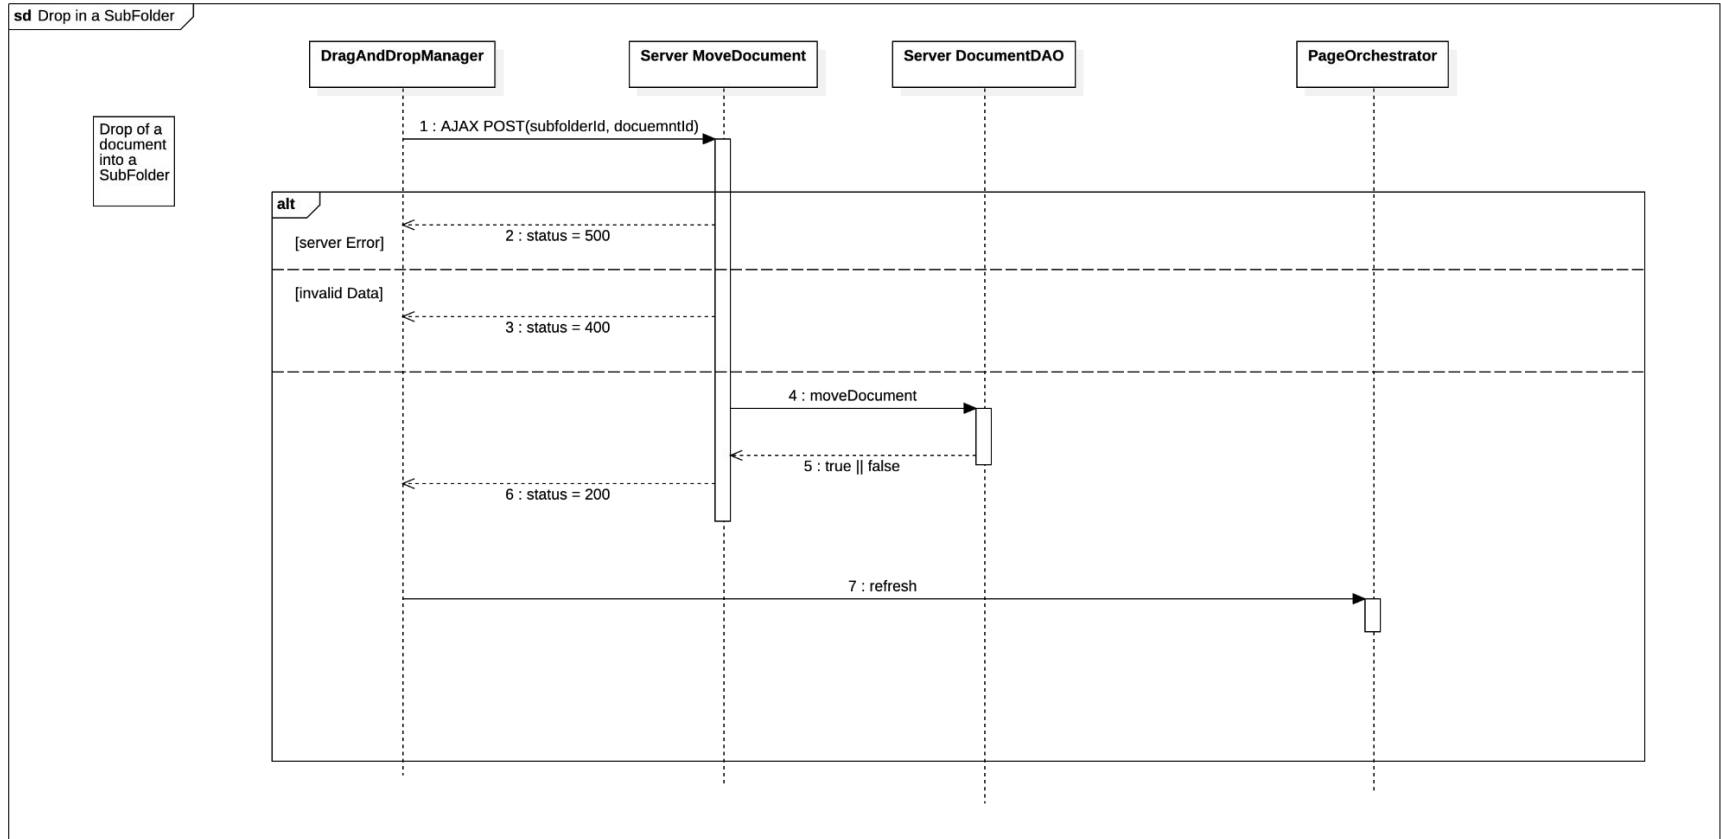 sd Drop in a SubFolder
DragAndDropManager
Server MoveDocument
Server DocumentDAO
PageOrchestrator
Drop of a
document
into a
SubFolder
1 : AJAX POST(subfolderId, docuemntId)
alt
2 : status = 500
[server Error]
[invalid Data]
3 : status = 400
4 : moveDocument
5 : true || false
6 : status = 200
7 : refresh